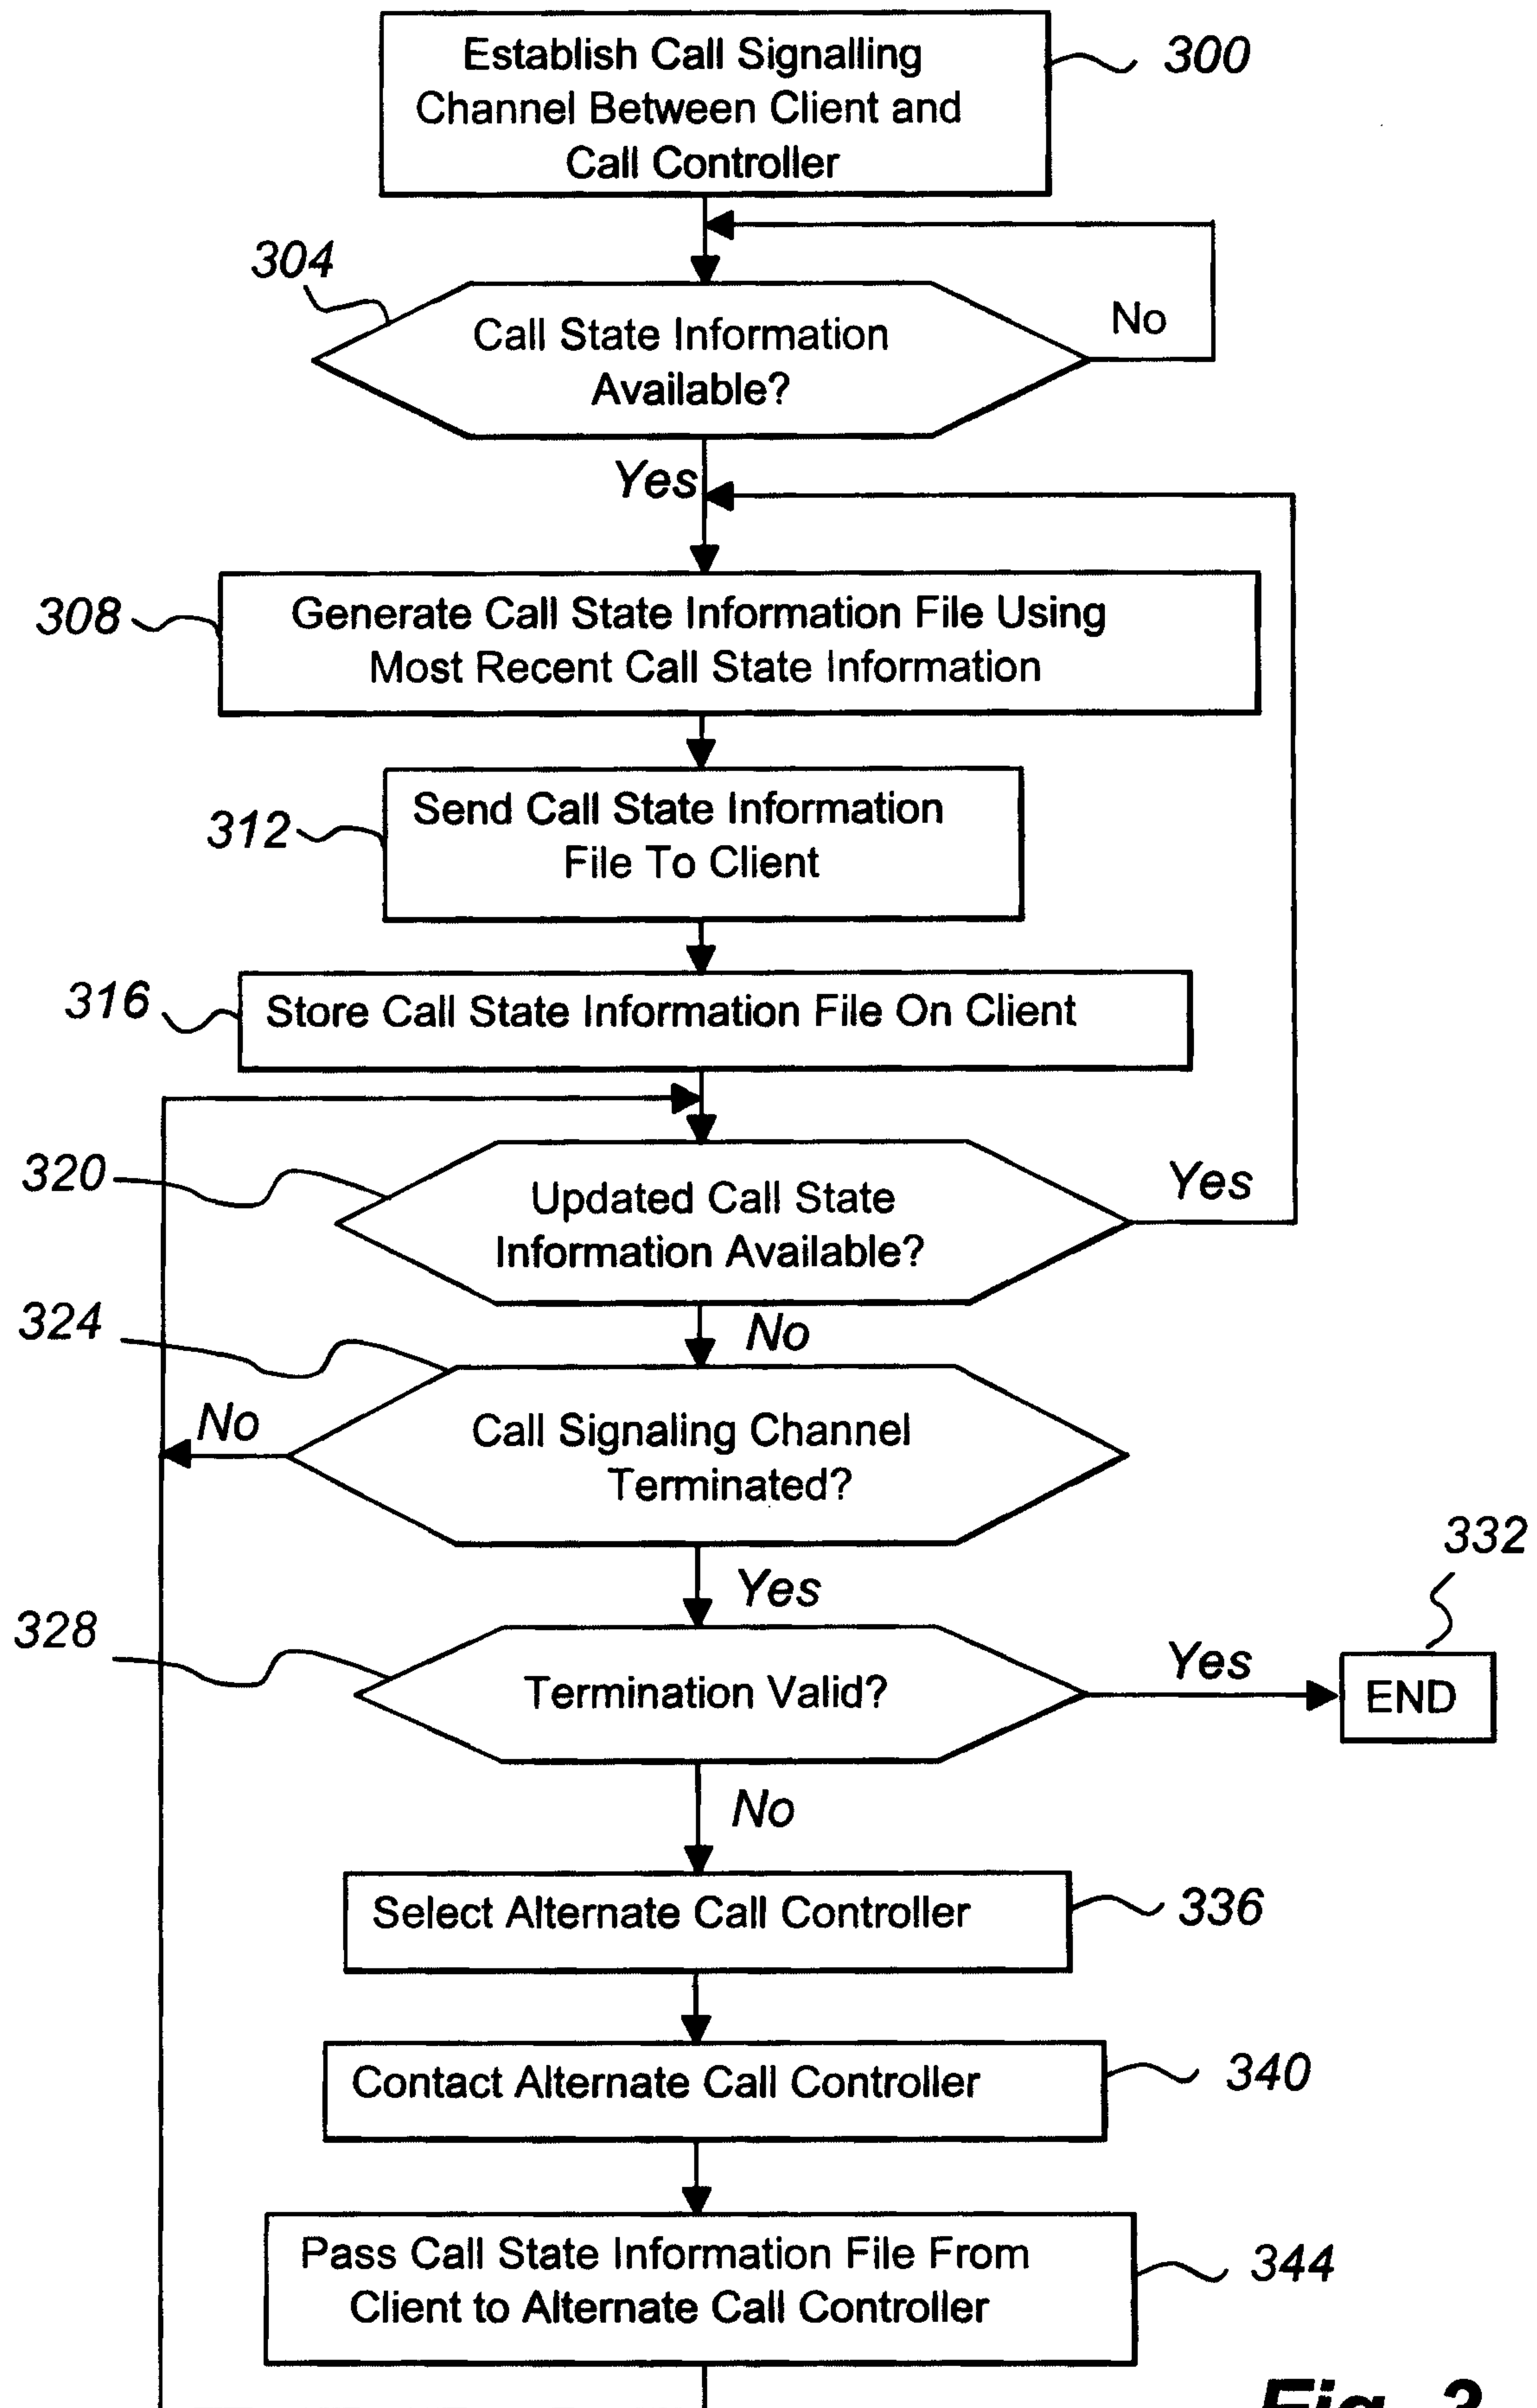 Establish Call Signalling
Channel Between Client and
Call Controller
300
304
Call State Information
Available?
No
Yes
308
Generate Call State Information File Using
Most Recent Call State Information
312
Send Call State Information
File To Client
316
Store Call State Information File On Client
320
Updated Call State
Information Available?
Yes
No
324
Call Signaling Channel
Terminated?
No
Yes
328
Termination Valid?
Yes
332
END
No
Select Alternate Call Controller
336
Contact Alternate Call Controller
340
Pass Call State Information File From
Client to Alternate Call Controller
344